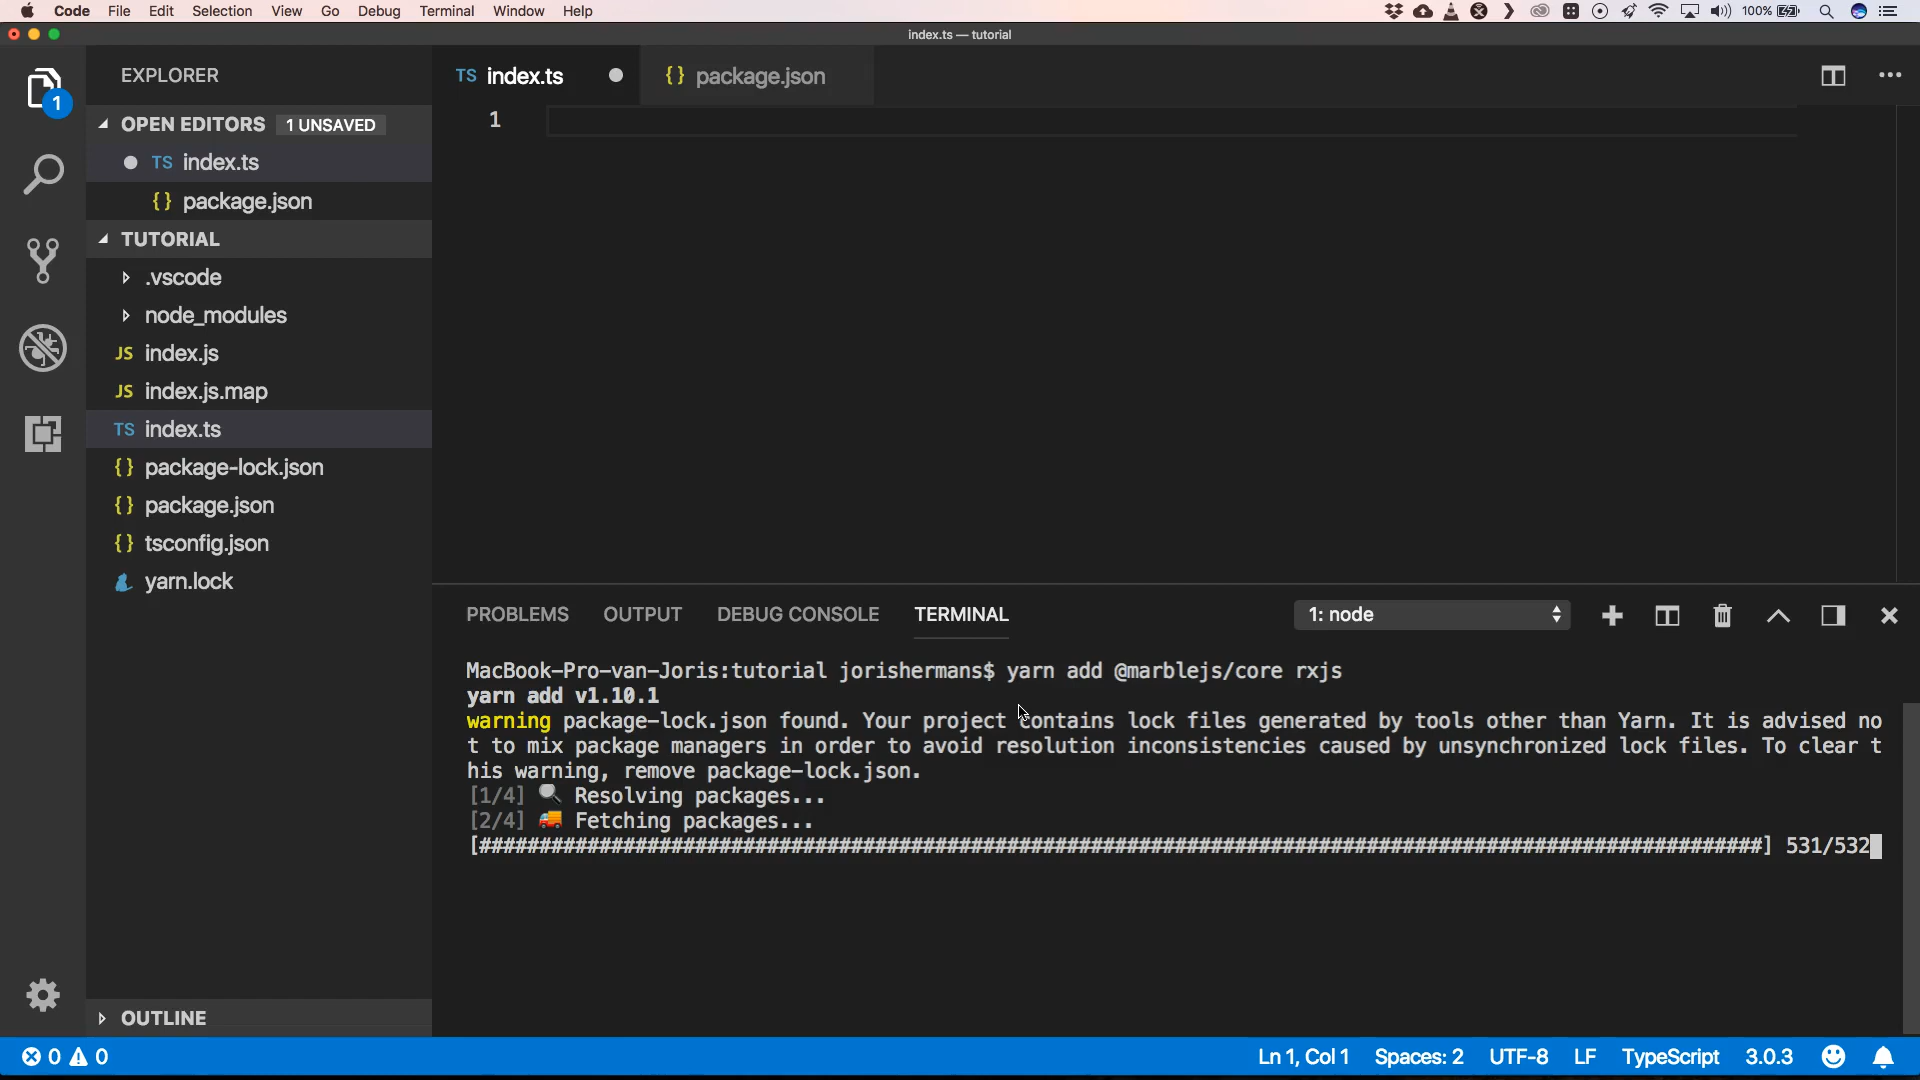 Code File Edit Selection View Go Debug Terminal Window Help 100%
index.ts — tutorial
EXPLORER
OPEN EDITORS 1 UNSAVED
TS index.ts
{} package.json
TUTORIAL
.vscode
node_modules
JS index.js
JS index.js.map
TS index.ts
{} package-lock.json
{} package.json
{} tsconfig.json
yarn.lock
OUTLINE
1
TS index.ts
{} package.json
1
PROBLEMS OUTPUT DEBUG CONSOLE TERMINAL 1: node
MacBook-Pro-van-Joris:tutorial jorishermans$ yarn add @marblejs/core rxjs
yarn add v1.10.1
warning package-lock.json found. Your project contains lock files generated by tools other than Yarn. It is advised no
t to mix package managers in order to avoid resolution inconsistencies caused by unsynchronized lock files. To clear t
his warning, remove package-lock.json.
[1/4] 🔍 Resolving packages...
[2/4] 🚚 Fetching packages...
[###########################################################################################################] 531/532
0 0 Ln 1, Col 1 Spaces: 2 UTF-8 LF TypeScript 3.0.3